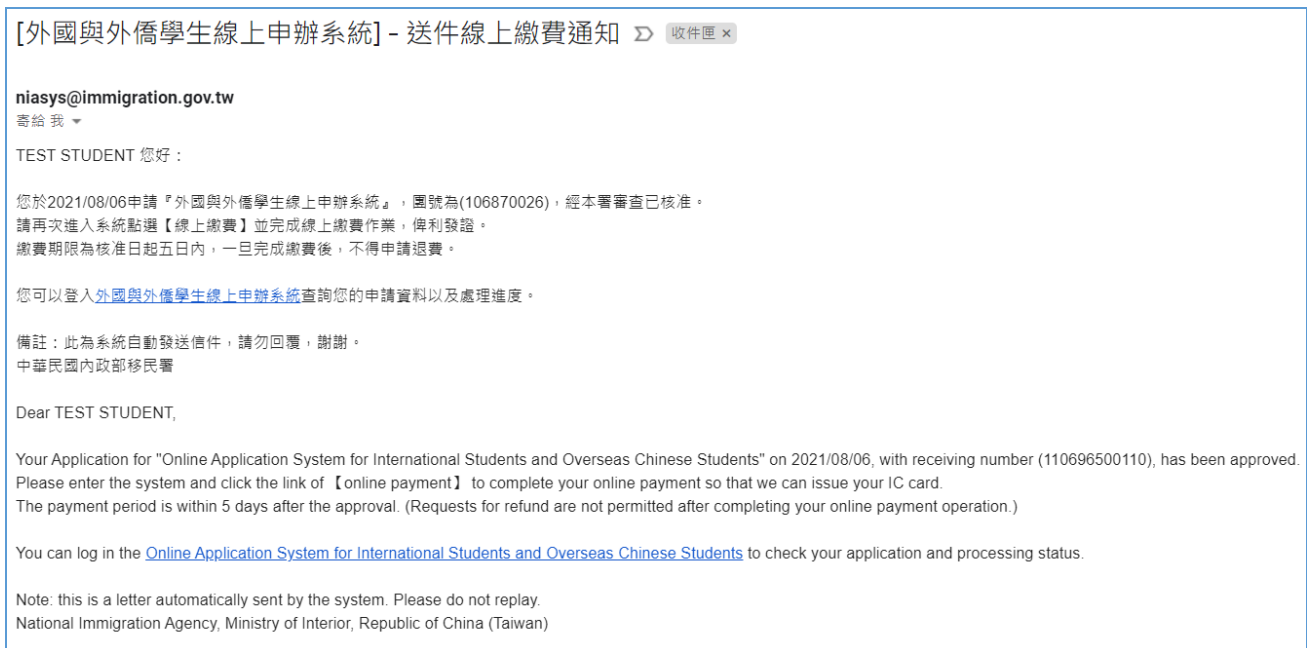 [外國與外僑學生線上申辦系統] - 送件線上繳費通知 收件匣 ×
niasys@immigration.gov.tw
寄給 我
TEST STUDENT 您好：
您於2021/08/06申請『外國與外僑學生線上申辦系統』，團號為(106870026)，經本署審查已核准。
請再次進入系統點選【線上繳費】並完成線上繳費作業，俾利發證。
繳費期限為核准日起五日內，一旦完成繳費後，不得申請退費。
您可以登入外國與外僑學生線上申辦系統查詢您的申請資料以及處理進度。
備註：此為系統自動發送信件，請勿回覆，謝謝。
中華民國內政部移民署
Dear TEST STUDENT,
Your Application for "Online Application System for International Students and Overseas Chinese Students" on 2021/08/06, with receiving number (110696500110), has been approved.
Please enter the system and click the link of 【online payment】 to complete your online payment so that we can issue your IC card.
The payment period is within 5 days after the approval. (Requests for refund are not permitted after completing your online payment operation.)
You can log in the Online Application System for International Students and Overseas Chinese Students to check your application and processing status.
Note: this is a letter automatically sent by the system. Please do not replay.
National Immigration Agency, Ministry of Interior, Republic of China (Taiwan)